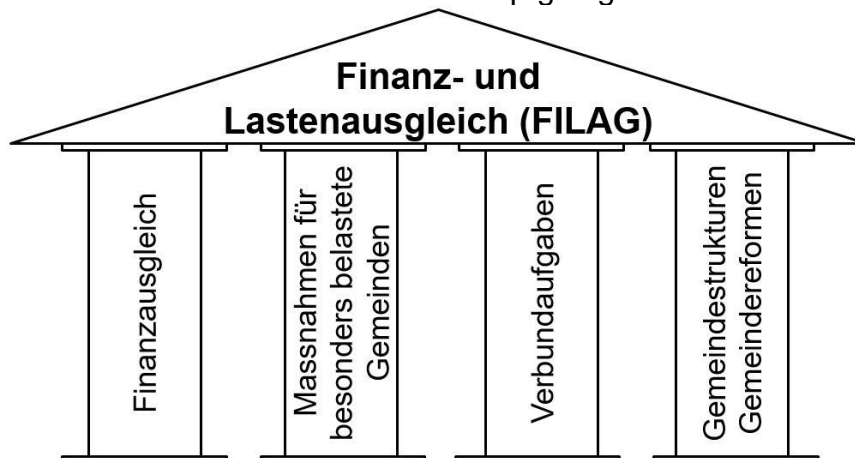 Finanz- und
Lastenausgleich (FILAG)
Finanzausgleich
Massnahmen für
besonders belastete
Gemeinden
Verbundaufgaben
Gemeindestrukturen
Gemeindereformen